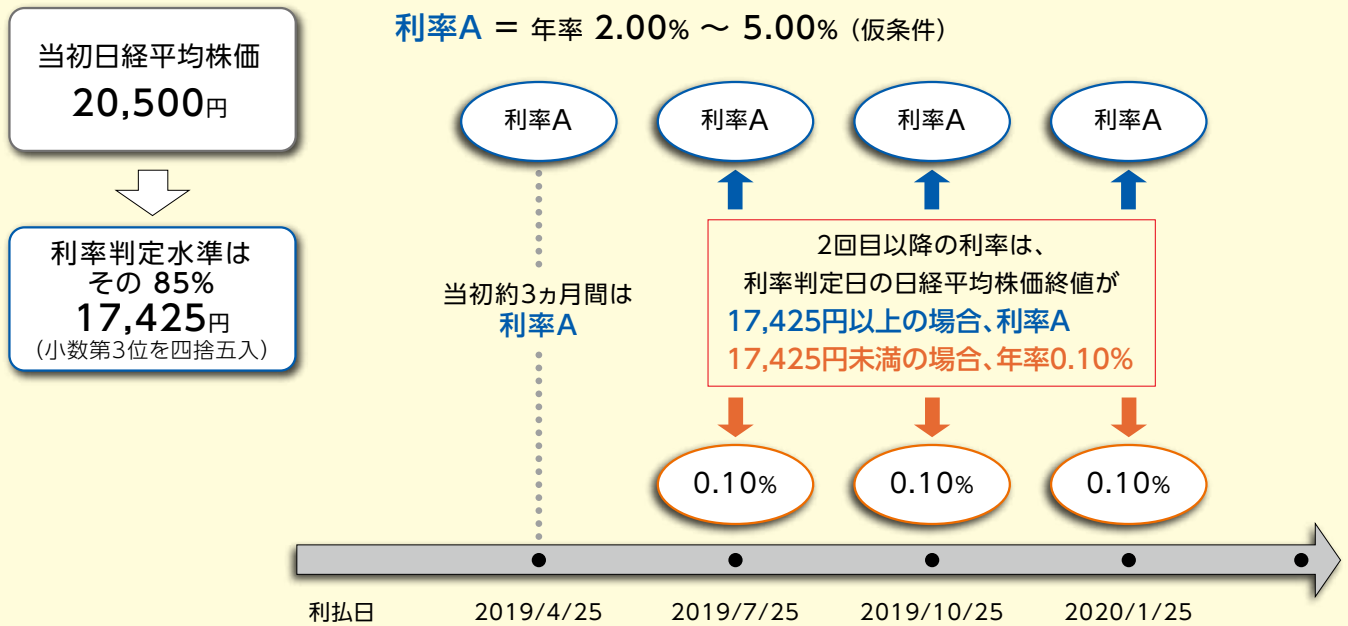 当初日経平均株価
20,500円
利率判定水準は
その 85%
17,425円
(小数第3位を四捨五入)
利率A = 年率 2.00% ～ 5.00% (仮条件)
利率A
利率A
利率A
利率A
当初約3ヵ月間は
利率A
2回目以降の利率は、
利率判定日の日経平均株価終値が
17,425円以上の場合、利率A
17,425円未満の場合、年率0.10%
0.10%
0.10%
0.10%
利払日
2019/4/25
2019/7/25
2019/10/25
2020/1/25